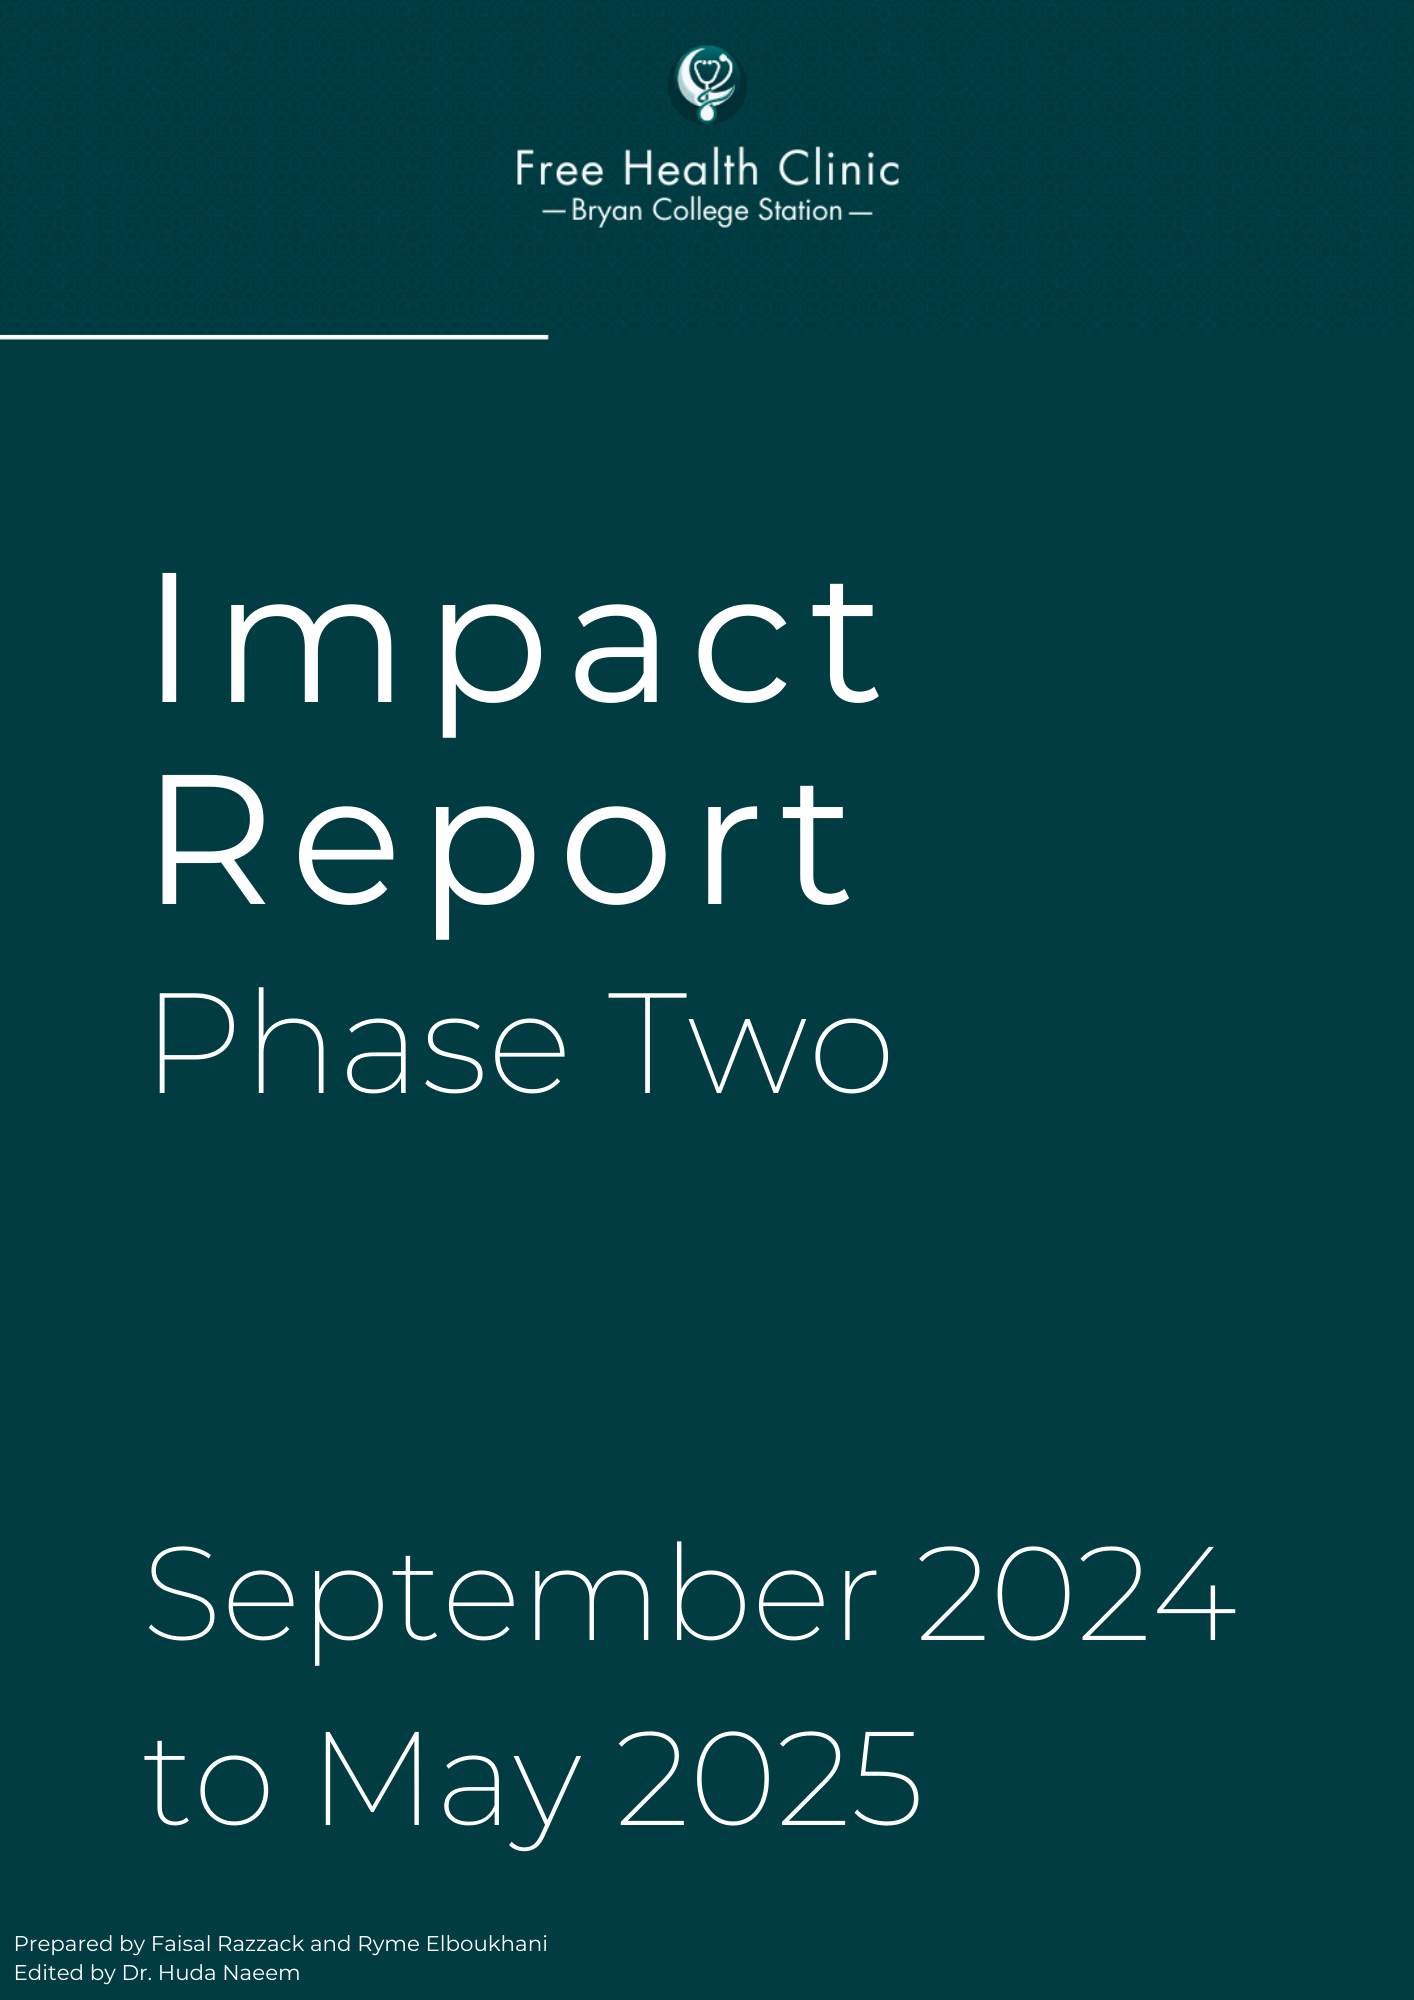 Free Health Clinic
— Bryan College Station —
Impact
Report
Phase Two
September 2024
to May 2025
Prepared by Faisal Razzack and Ryme Elboukhani
Edited by Dr. Huda Naeem